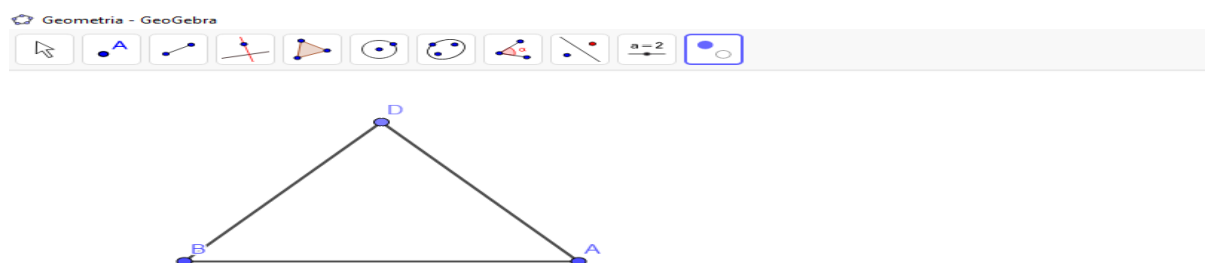 Geometria - GeoGebra
A α a = 2
D
B A